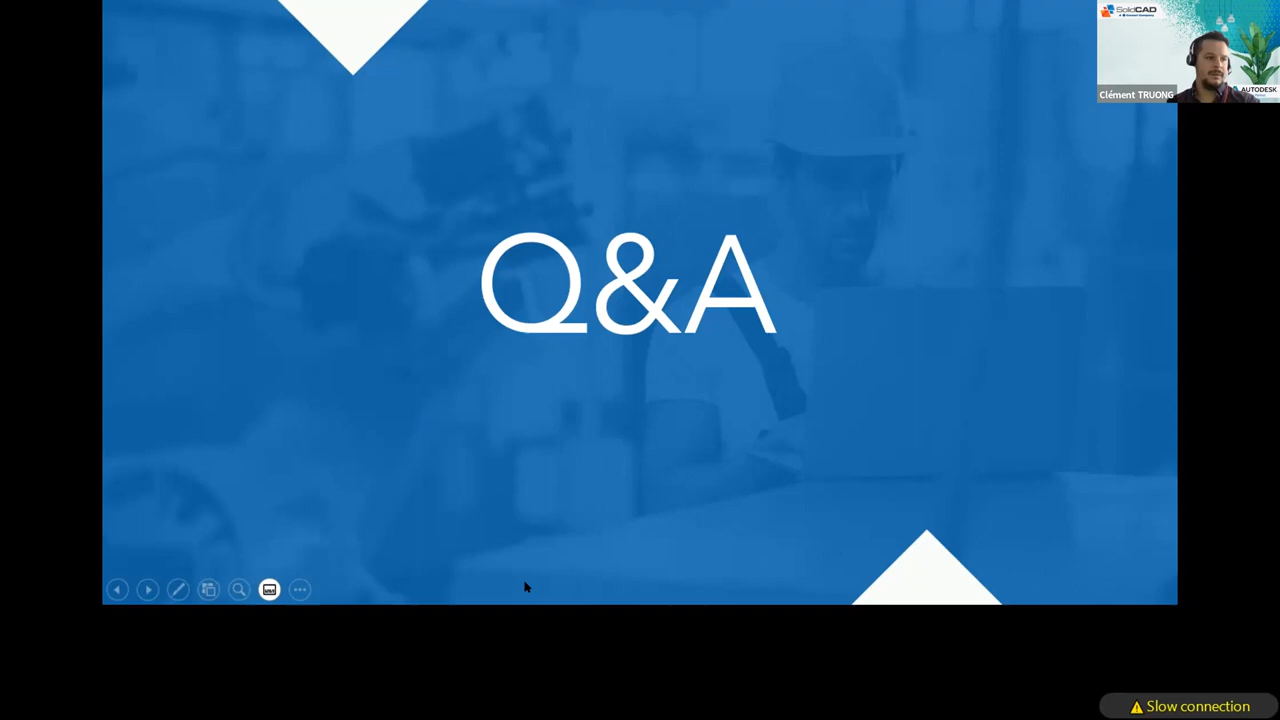 SolidCAD
Clément TRUONG
AUTODESK
Q&A
Slow connection